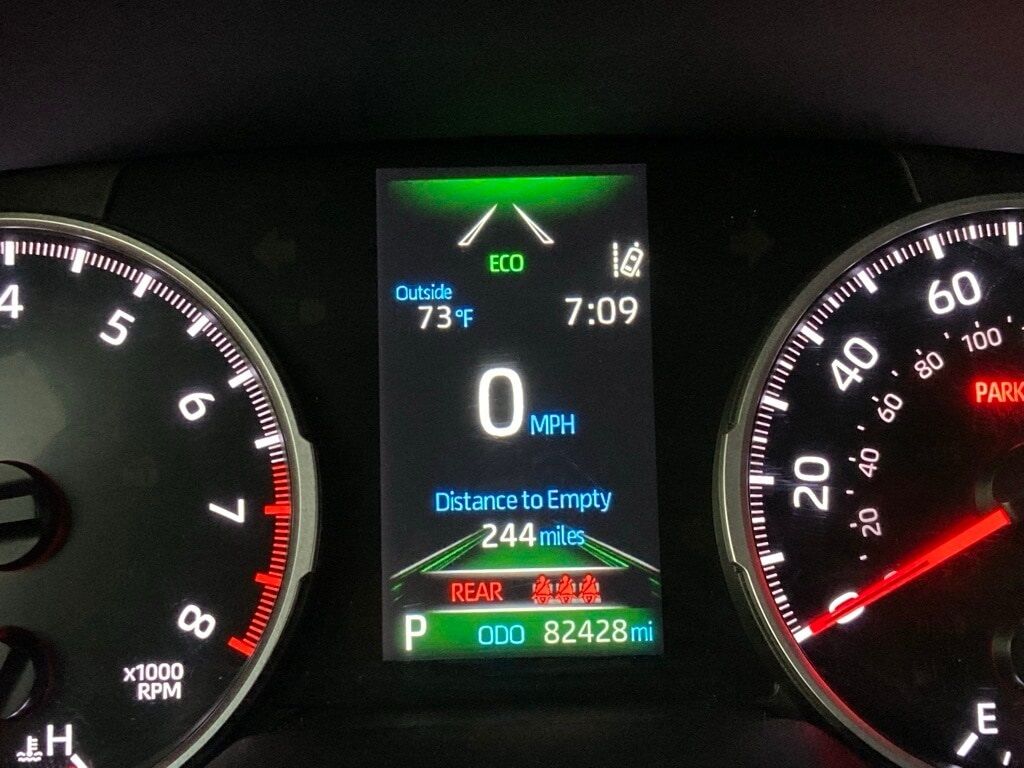 ECO
Outside
73°F
7:09
0 MPH
Distance to Empty
244 miles
REAR
P ODO 82428 mi
4
5
6
7
8
x1000
RPM
H
0
20
40
60
20
40
60
80
100
PARK
E